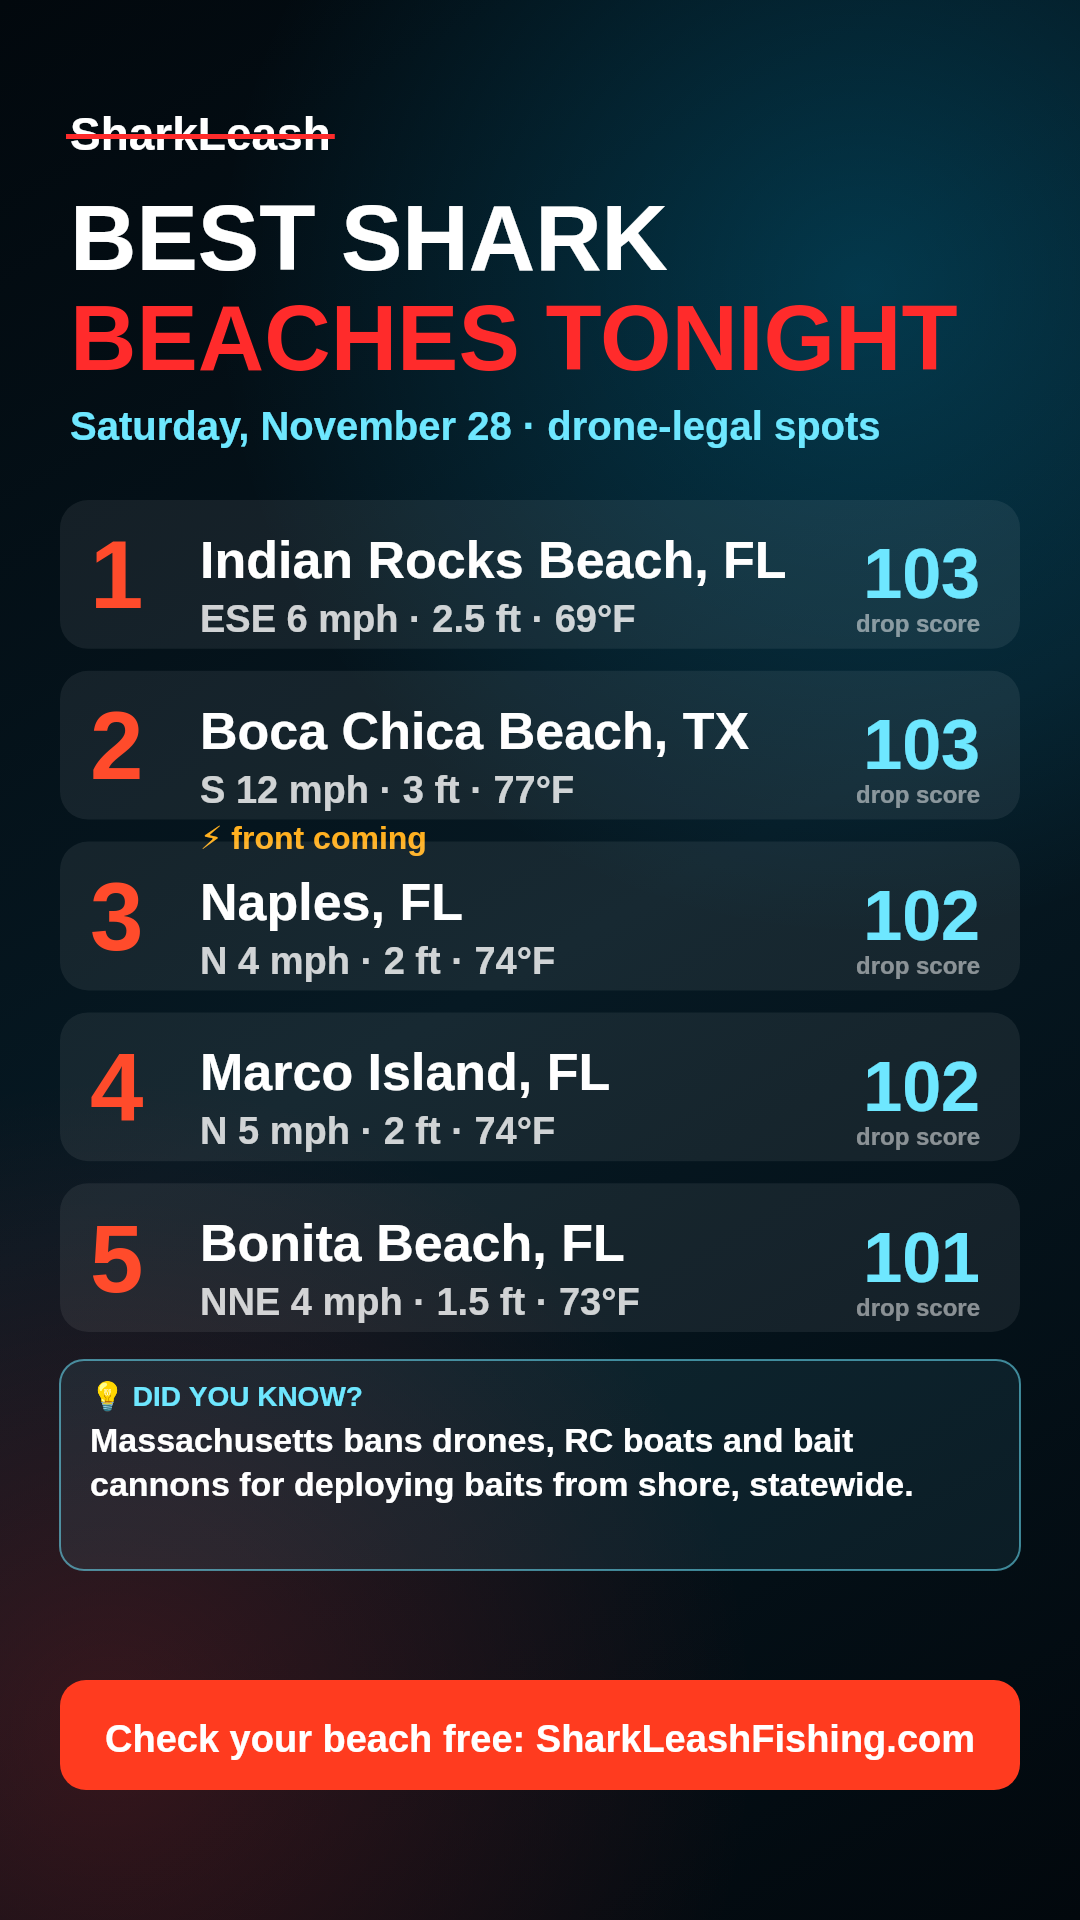 SharkLeash
BEST SHARK
BEACHES TONIGHT
Saturday, November 28 · drone-legal spots
1
Indian Rocks Beach, FL
ESE 6 mph · 2.5 ft · 69°F
103
drop score
2
Boca Chica Beach, TX
S 12 mph · 3 ft · 77°F
⚡ front coming
103
drop score
3
Naples, FL
N 4 mph · 2 ft · 74°F
102
drop score
4
Marco Island, FL
N 5 mph · 2 ft · 74°F
102
drop score
5
Bonita Beach, FL
NNE 4 mph · 1.5 ft · 73°F
101
drop score
💡 DID YOU KNOW?
Massachusetts bans drones, RC boats and bait
cannons for deploying baits from shore, statewide.
Check your beach free: SharkLeashFishing.com